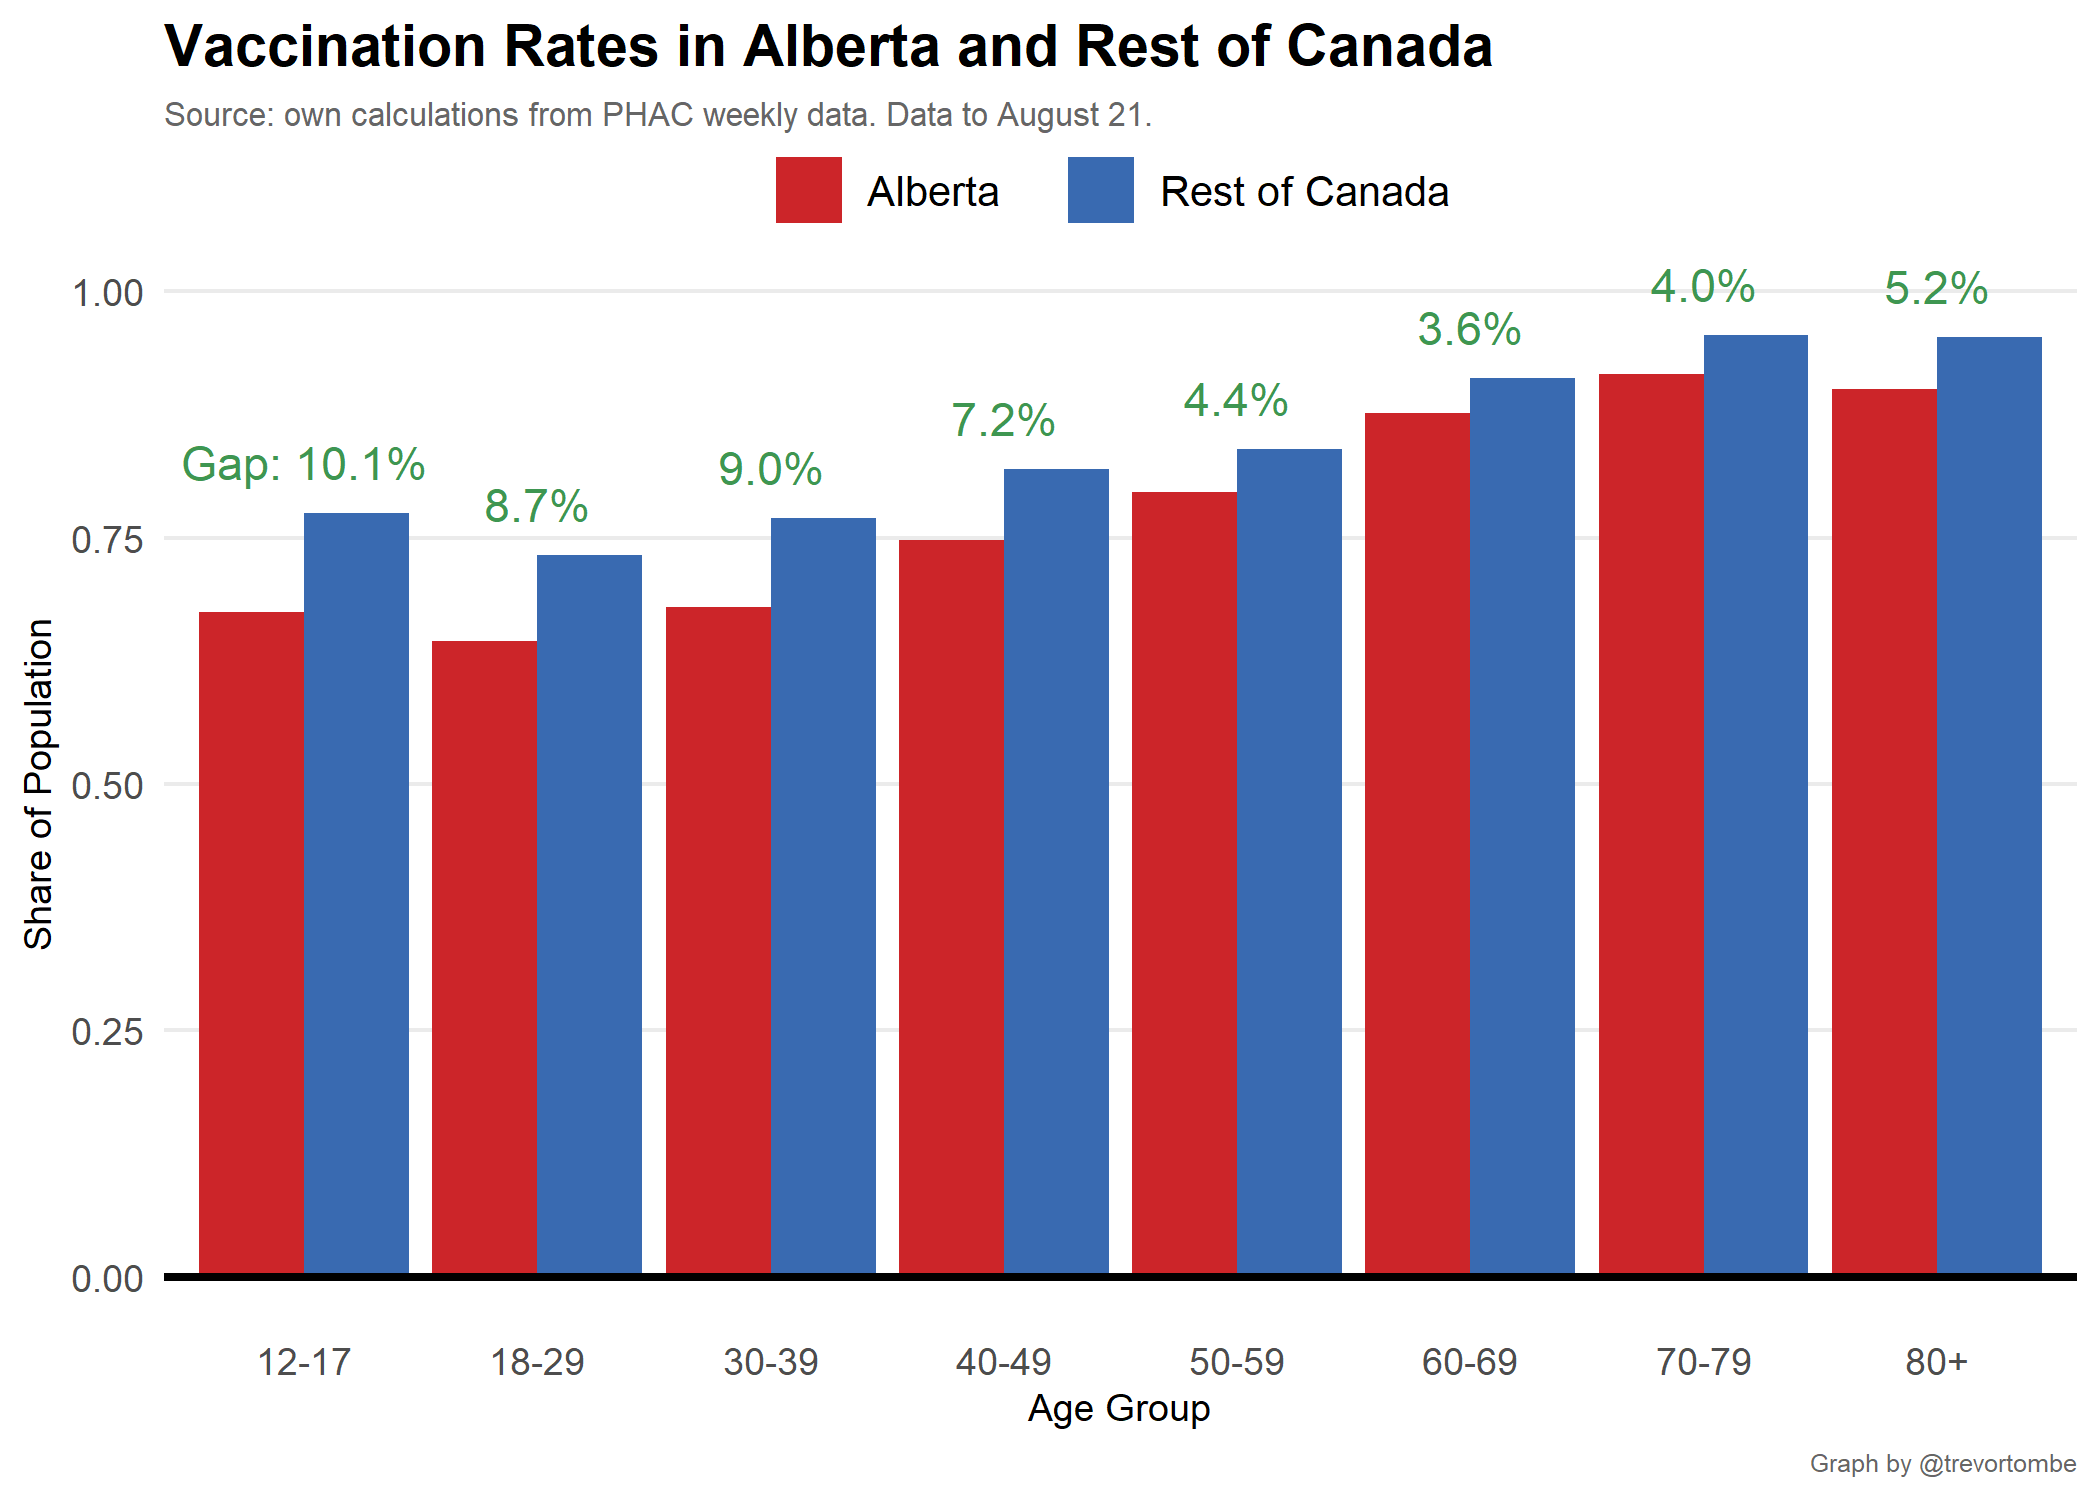 Vaccination Rates in Alberta and Rest of Canada
Source: own calculations from PHAC weekly data. Data to August 21.
Alberta
Rest of Canada
1.00
0.75
0.50
0.25
0.00
Share of Population
Gap: 10.1%
8.7%
9.0%
7.2%
4.4%
3.6%
4.0%
5.2%
12-17
18-29
30-39
40-49
50-59
60-69
70-79
80+
Age Group
Graph by @trevortombe